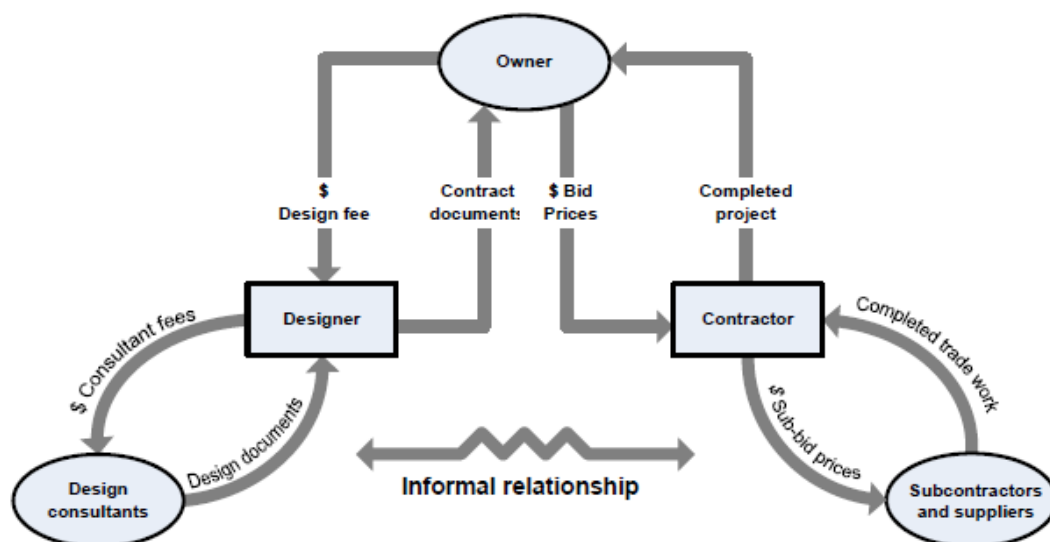 Owner
$
Design fee
Contract
documents
$ Bid
Prices
Completed
project
Designer
Contractor
$ Consultant fees
Design documents
$ Sub-bid prices
Completed trade work
Informal relationship
Design
consultants
Subcontractors
and suppliers